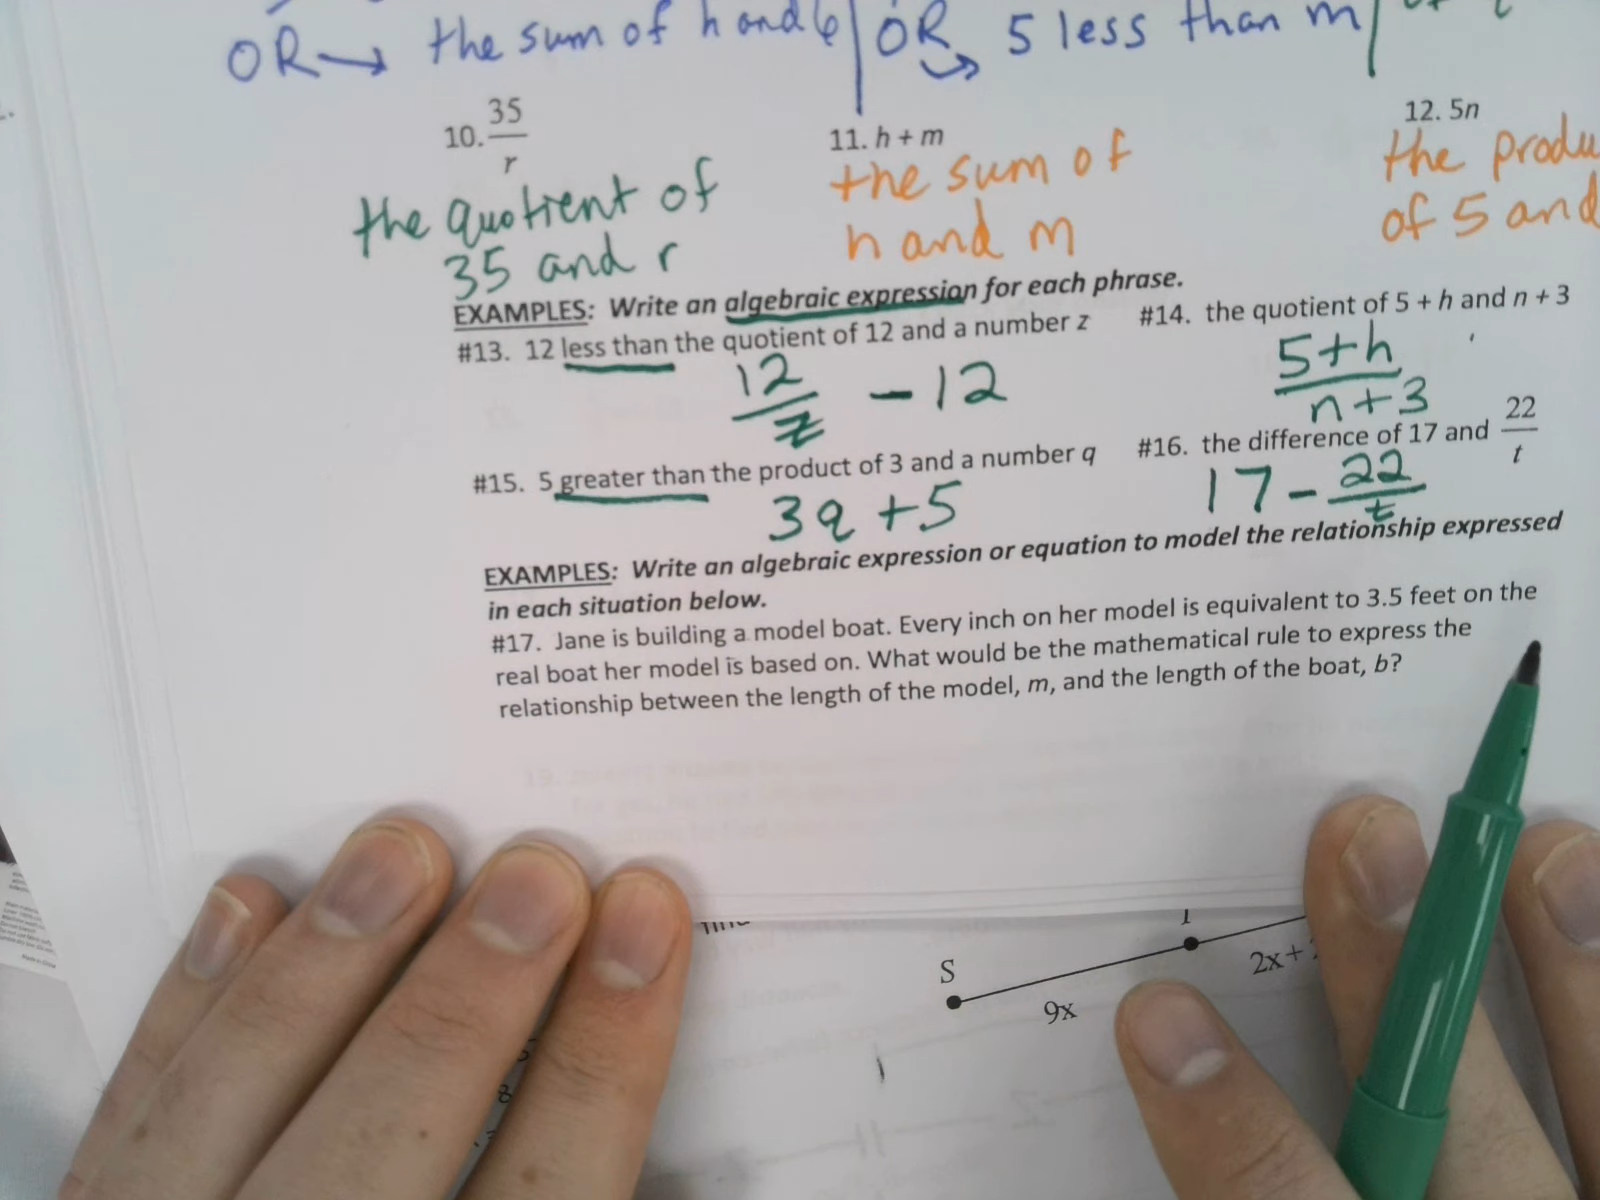 OR → the sum of h and 6 | OR → 5 less than m |
10. 35/r
11. h + m
12. 5n
the quotient of
35 and r
the sum of
h and m
the produ
of 5 and
EXAMPLES: Write an algebraic expression for each phrase.
#13. 12 less than the quotient of 12 and a number z
#14. the quotient of 5 + h and n + 3
12/z - 12
5+h/n+3
#15. 5 greater than the product of 3 and a number q
#16. the difference of 17 and 22/t
3q + 5
17 - 22/t
EXAMPLES: Write an algebraic expression or equation to model the relationship expressed
in each situation below.
#17. Jane is building a model boat. Every inch on her model is equivalent to 3.5 feet on the
real boat her model is based on. What would be the mathematical rule to express the
relationship between the length of the model, m, and the length of the boat, b?
S
9x
2x+
8